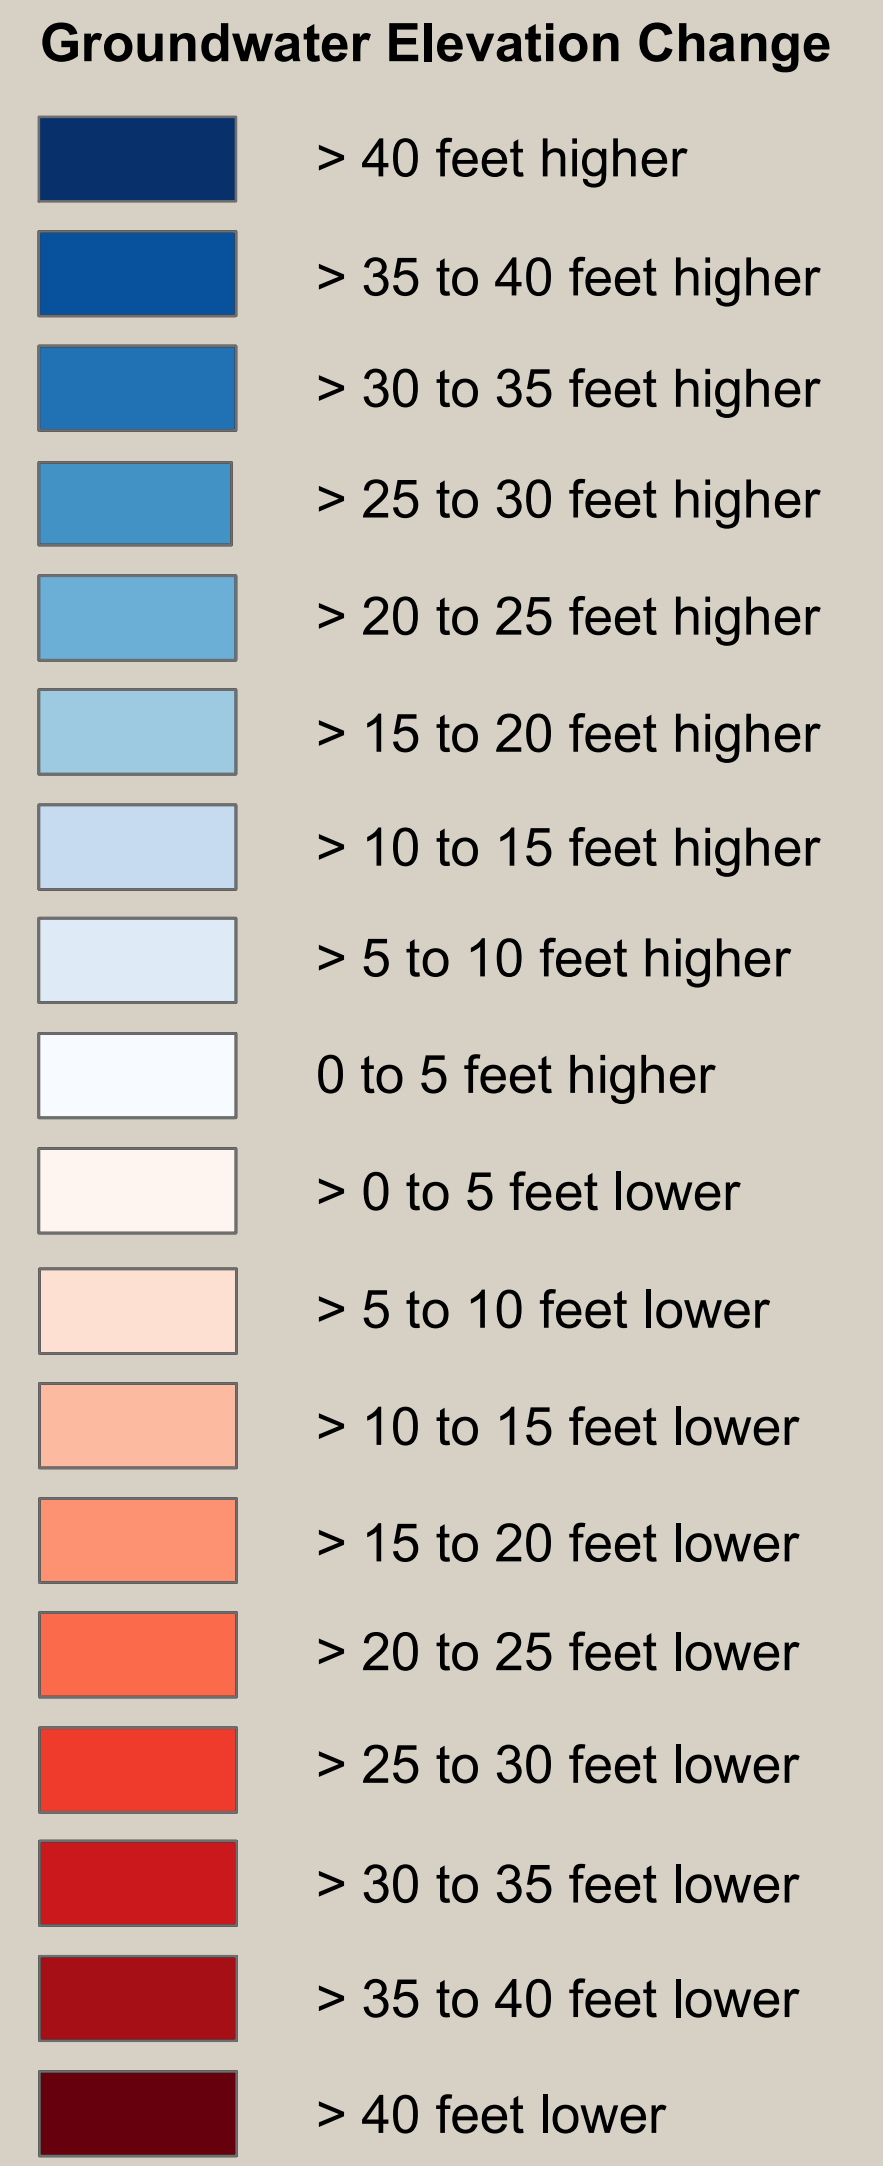 Groundwater Elevation Change
> 40 feet higher
> 35 to 40 feet higher
> 30 to 35 feet higher
> 25 to 30 feet higher
> 20 to 25 feet higher
> 15 to 20 feet higher
> 10 to 15 feet higher
> 5 to 10 feet higher
0 to 5 feet higher
> 0 to 5 feet lower
> 5 to 10 feet lower
> 10 to 15 feet lower
> 15 to 20 feet lower
> 20 to 25 feet lower
> 25 to 30 feet lower
> 30 to 35 feet lower
> 35 to 40 feet lower
> 40 feet lower